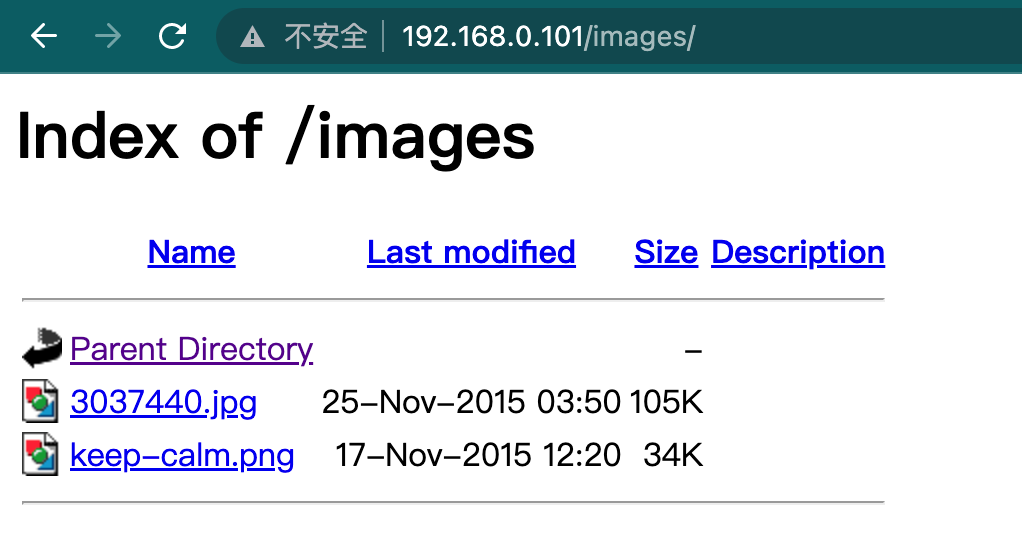 不安全 | 192.168.0.101/images/
Index of /images
Name Last modified Size Description
Parent Directory –
3037440.jpg 25-Nov-2015 03:50 105K
keep-calm.png 17-Nov-2015 12:20 34K